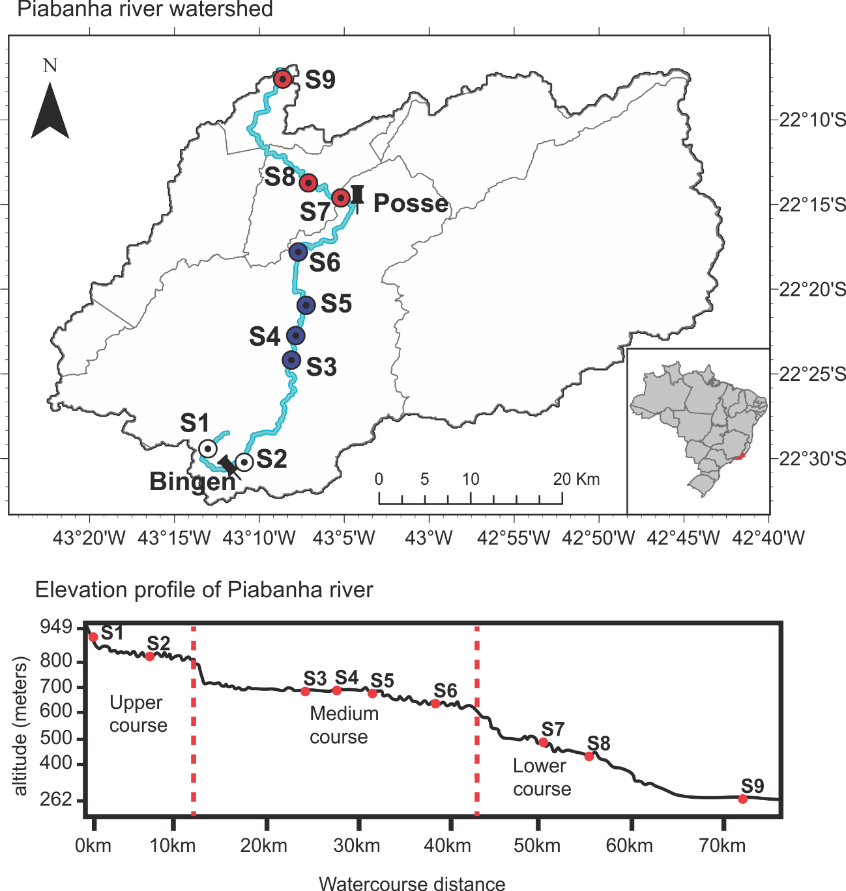 Piabanha river watershed
N
S9
22°10'S
S8
S7
Posse
22°15'S
S6
S5
22°20'S
S4
S3
22°25'S
S1
S2
Bingen
22°30'S
0 5 10 20 Km
43°20'W 43°15'W 43°10'W 43°5'W 43°W 42°55'W 42°50'W 42°45'W 42°40'W
Elevation profile of Piabanha river
altitude (meters)
949
800
700
600
500
400
262
S1
S2
S3 S4 S5
S6
S7
S8
S9
Upper
course
Medium
course
Lower
course
0km 10km 20km 30km 40km 50km 60km 70km
Watercourse distance